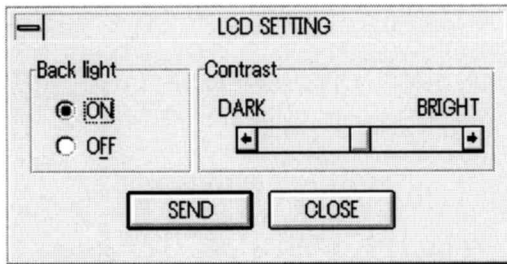 LCD SETTING
Back light
ON
OFF
Contrast
DARK BRIGHT
SEND CLOSE